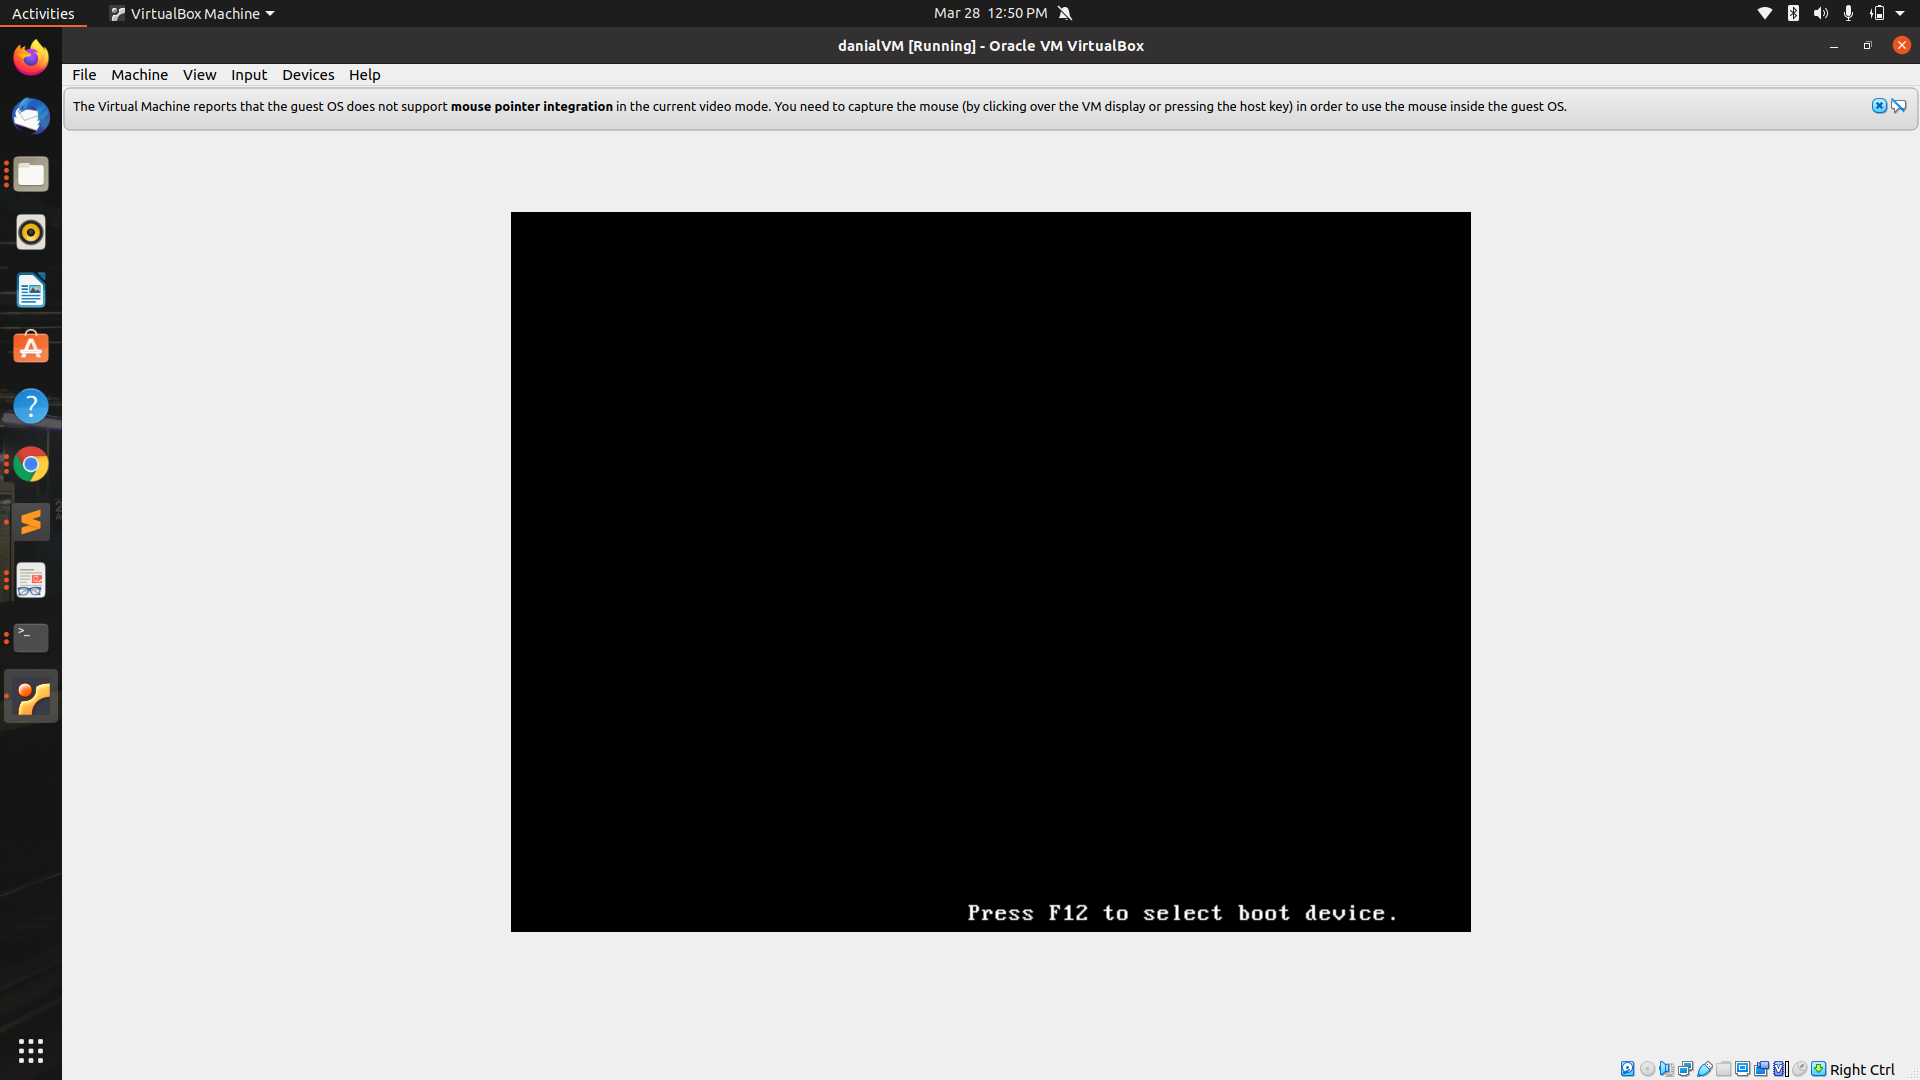 Activities
VirtualBox Machine
Mar 28 12:50 PM
danialVM [Running] - Oracle VM VirtualBox
File Machine View Input Devices Help
The Virtual Machine reports that the guest OS does not support mouse pointer integration in the current video mode. You need to capture the mouse (by clicking over the VM display or pressing the host key) in order to use the mouse inside the guest OS.
Press F12 to select boot device.
Right Ctrl